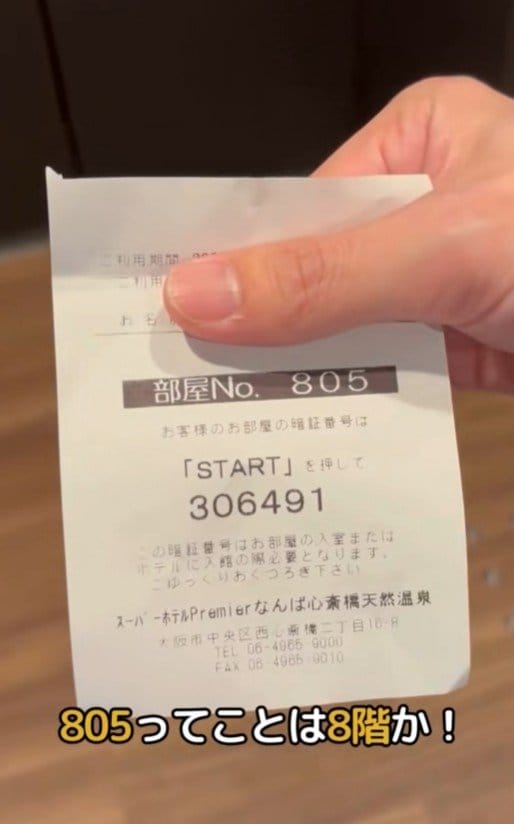 ご利用期間
ご利用
お名
部屋No. 805
お客様のお部屋の暗証番号は
「START」を押して
306491
この暗証番号はお部屋の入室または
ホテルに入館の際必要となります。
ごゆっくりおくつろぎ下さい
スーパーホテルPremierなんば心斎橋天然温泉
大阪市中央区西心斎橋二丁目16-8
TEL 06-4965-9000
FAX 06-4965-9010
805ってことは8階か！